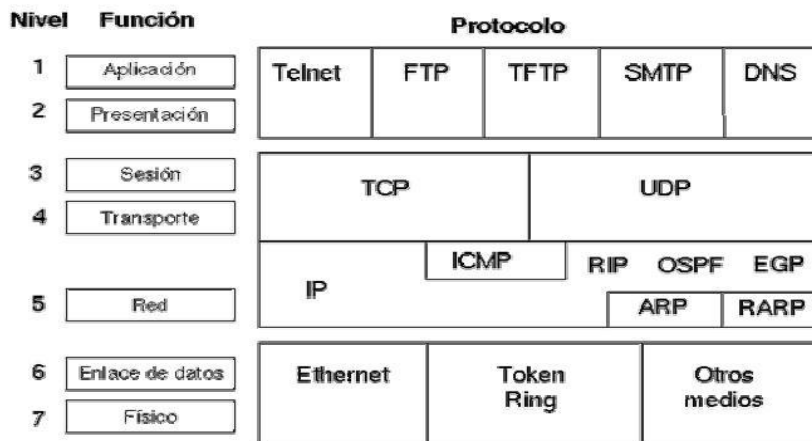 Nivel Función Protocolo
1 Aplicación Telnet FTP TFTP SMTP DNS
2 Presentación
3 Sesión TCP UDP
4 Transporte
ICMP RIP OSPF EGP
IP
5 Red ARP RARP
6 Enlace de datos Ethernet Token Otros
Ring medios
7 Físico